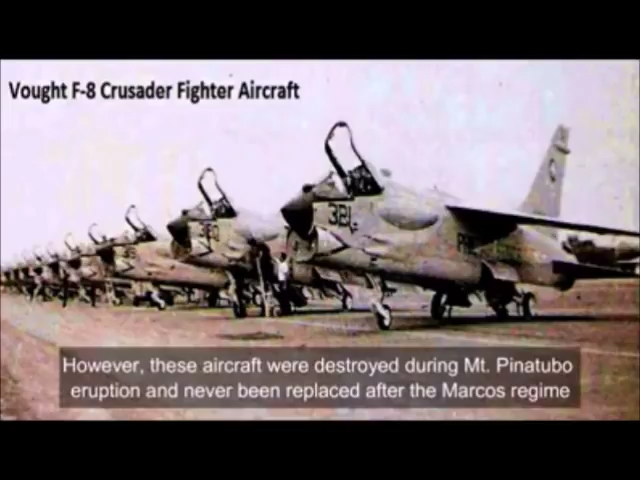 Vought F-8 Crusader Fighter Aircraft
321
However, these aircraft were destroyed during Mt. Pinatubo
eruption and never been replaced after the Marcos regime